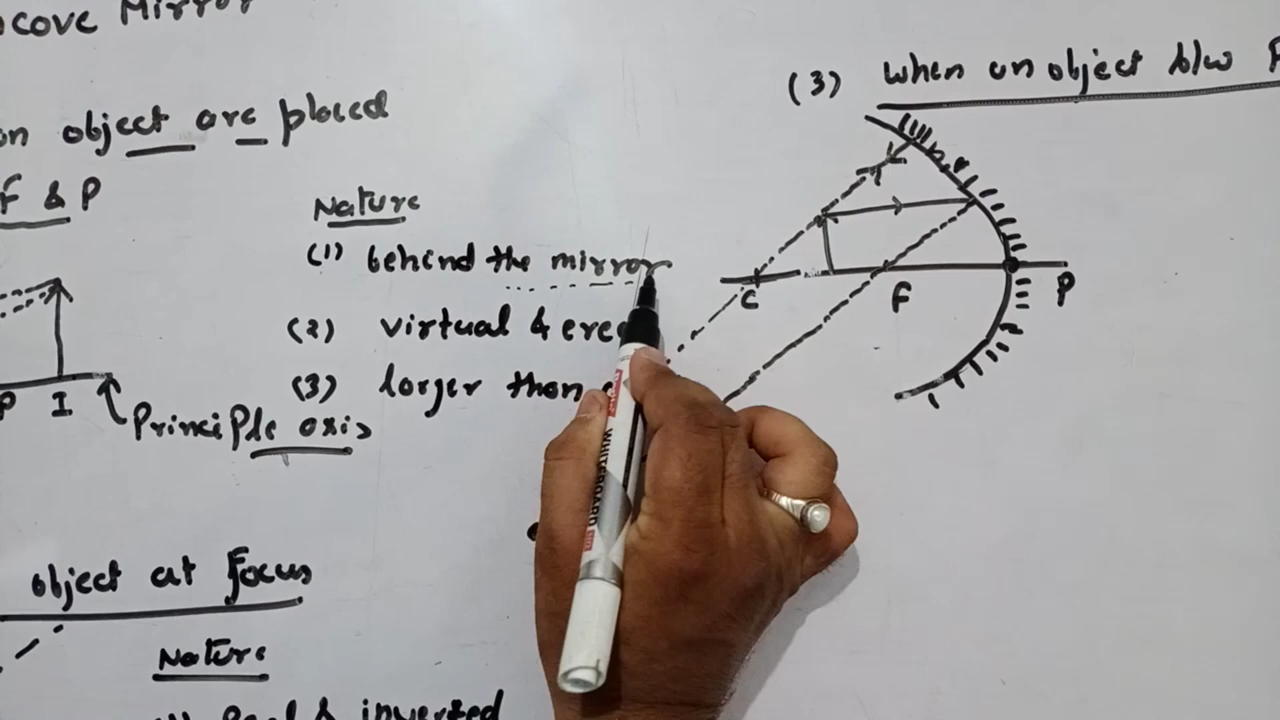 cove Mirror
on object are placed
F & P
Nature
(1) behind the mirror
(2) virtual & erec
(3) larger than
P I
Principle axis
object at Focus
Nature
Real & inverted
(3) when an object b/w F
C F P
WHITEBOARD